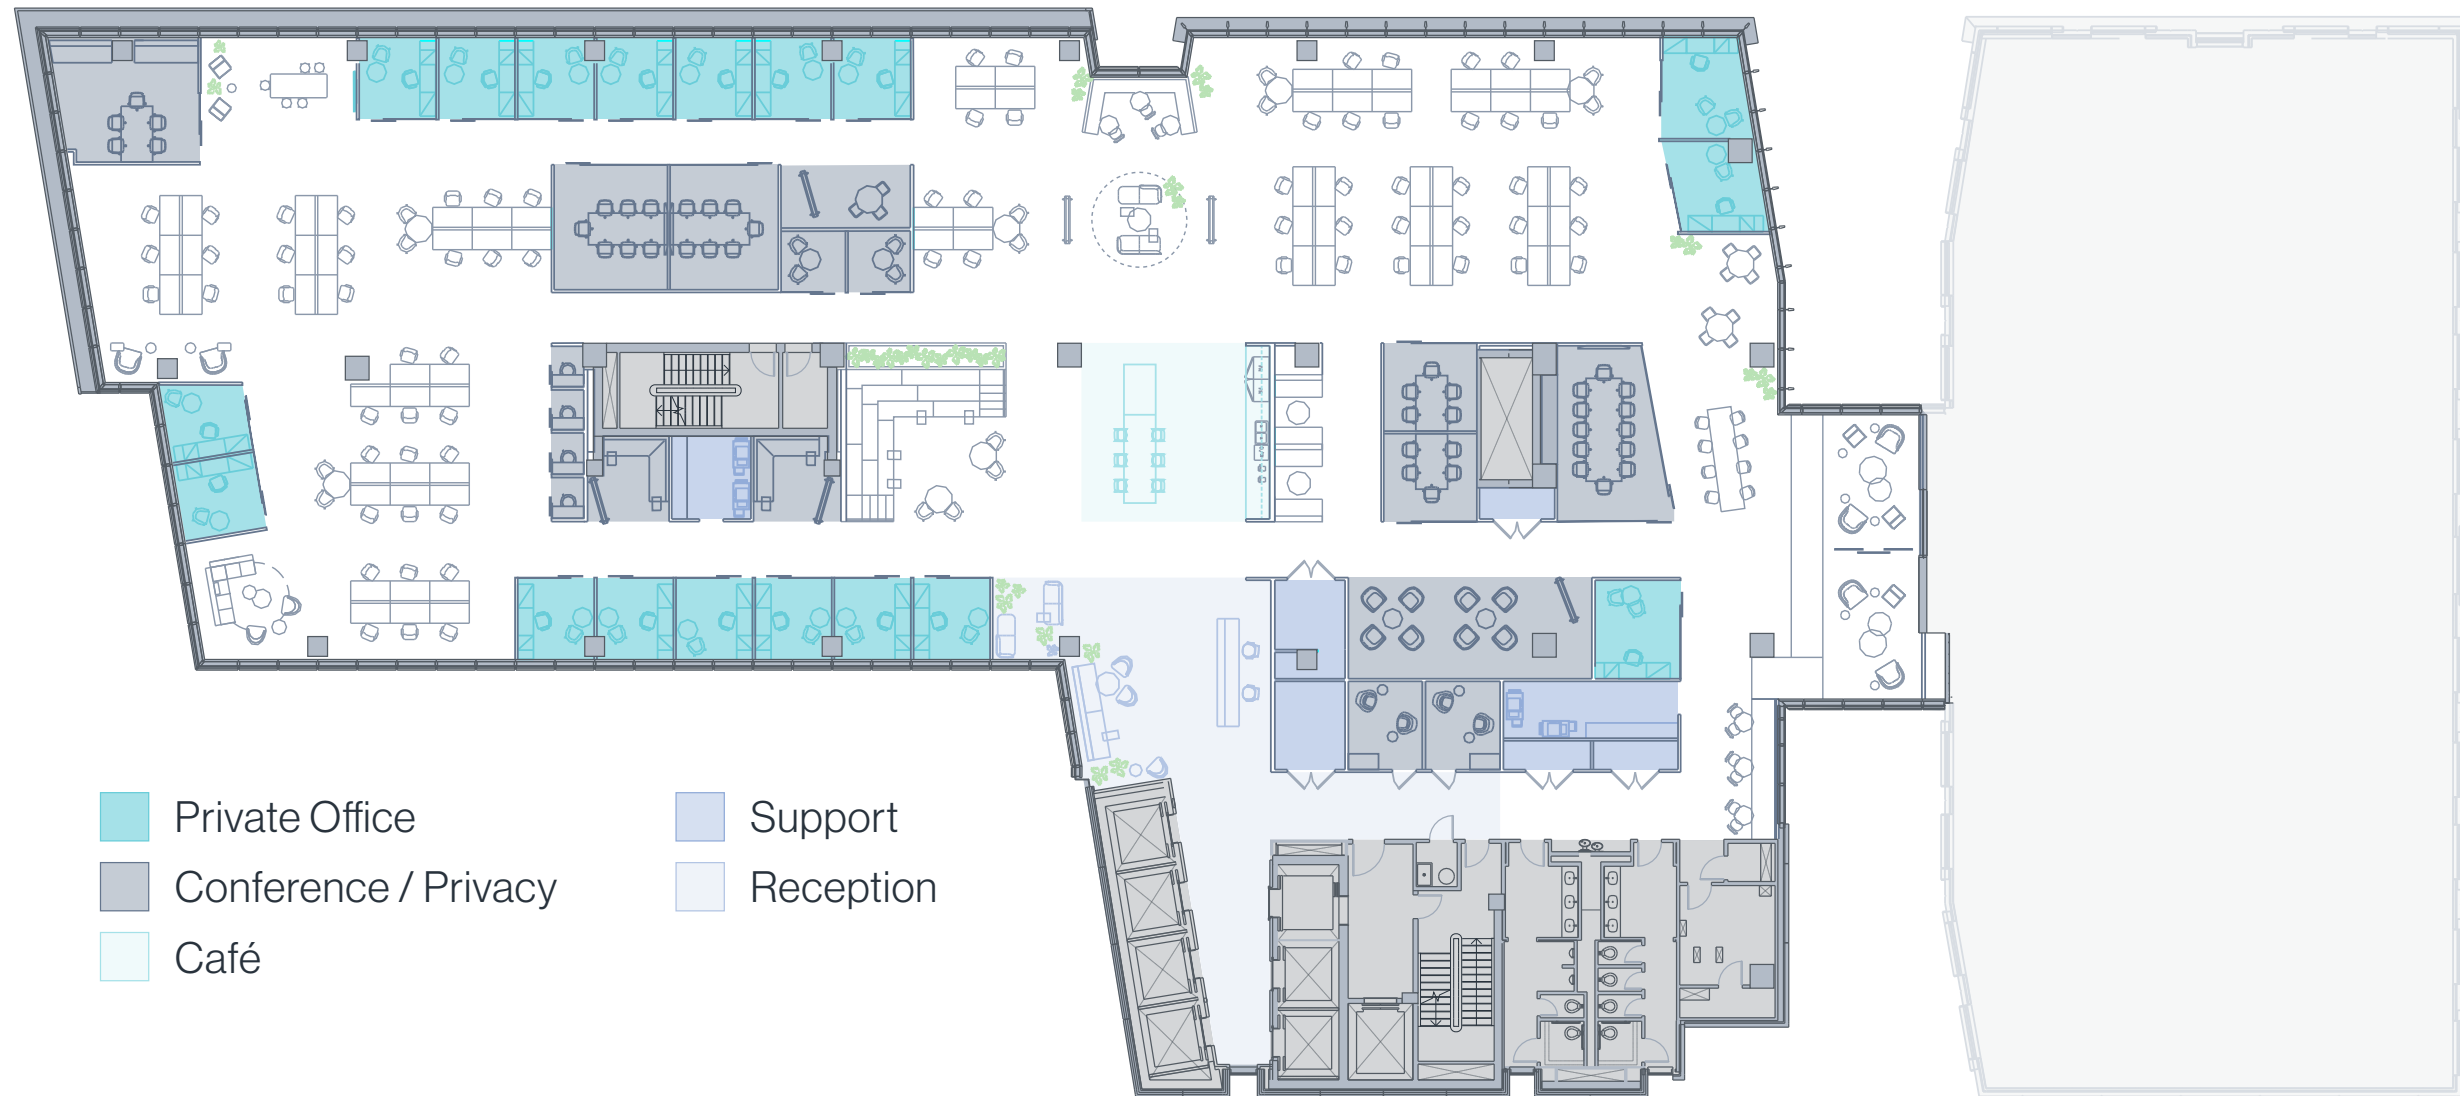 Private Office
Conference / Privacy
Café
Support
Reception